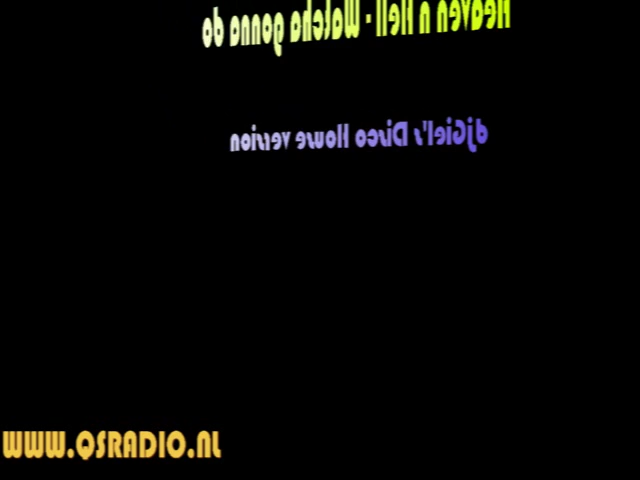 Heaven n Hell - Watcha gonna do
djGiel's Disco House version
WWW.QSRADIO.NL